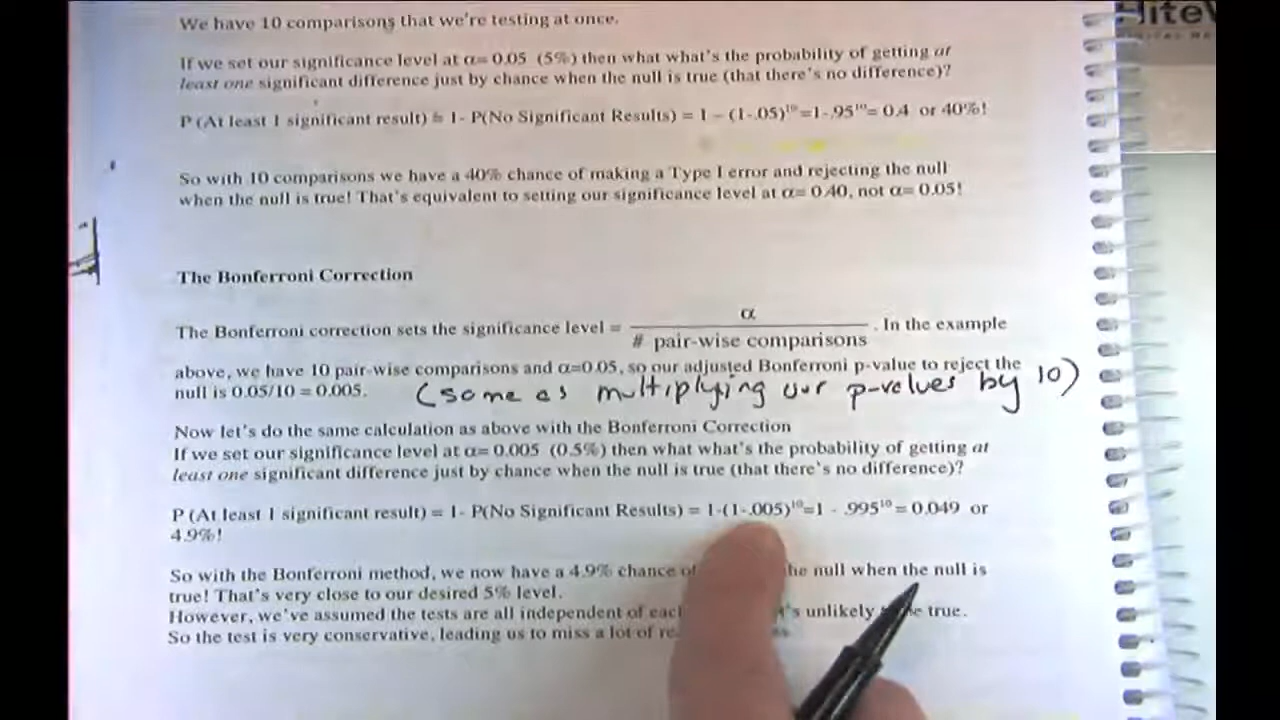 We have 10 comparisons that we're testing at once.
If we set our significance level at α= 0.05 (5%) then what what's the probability of getting at
least one significant difference just by chance when the null is true (that there's no difference)?
P (At least 1 significant result) = 1- P(No Significant Results) = 1 – (1-.05)¹⁰=1-.95¹⁰= 0.4 or 40%!
So with 10 comparisons we have a 40% chance of making a Type I error and rejecting the null
when the null is true! That's equivalent to setting our significance level at α= 0.40, not α= 0.05!
The Bonferroni Correction
α
The Bonferroni correction sets the significance level = . In the example
# pair-wise comparisons
above, we have 10 pair-wise comparisons and α=0.05, so our adjusted Bonferroni p-value to reject the
null is 0.05/10 = 0.005. (same as multiplying our p-values by 10)
Now let's do the same calculation as above with the Bonferroni Correction
If we set our significance level at α= 0.005 (0.5%) then what what's the probability of getting at
least one significant difference just by chance when the null is true (that there's no difference)?
P (At least 1 significant result) = 1- P(No Significant Results) = 1-(1-.005)¹⁰=1 - .995¹⁰ = 0.049 or
4.9%!
So with the Bonferroni method, we now have a 4.9% chance of the null when the null is
true! That's very close to our desired 5% level.
However, we've assumed the tests are all independent of unlikely true.
So the test is very conservative, leading us to miss a lot of